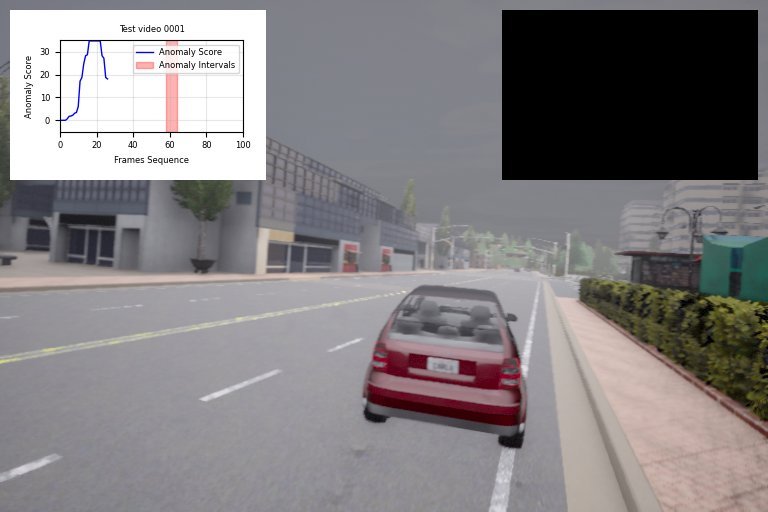 Test video 0001
30
20
10
0
Anomaly Score
Anomaly Score
Anomaly Intervals
0 20 40 60 80 100
Frames Sequence